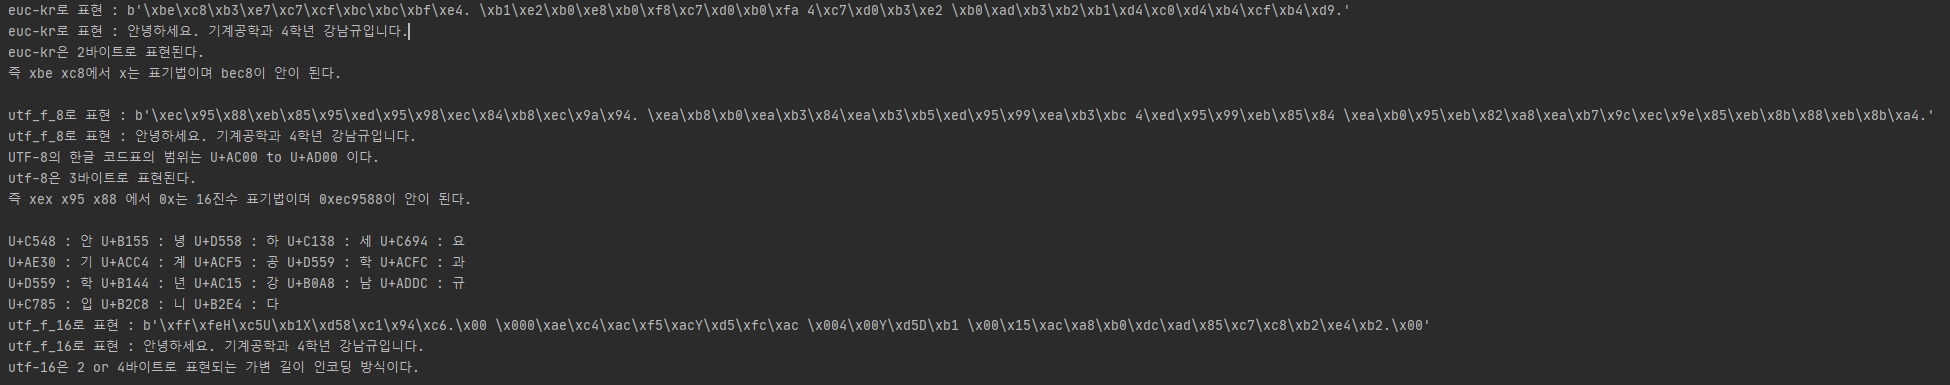 euc-kr로 표현 : b'\xbe\xc8\xb3\xe7\xc7\xcf\xbc\xbc\xbf\xe4. \xb1\xe2\xb0\xe8\xb0\xf8\xc7\xd0\xb0\xfa 4\xc7\xd0\xb3\xe2 \xb0\xad\xb3\xb2\xb1\xd4\xc0\xd4\xb4\xcf\xb4\xd9.'
euc-kr로 표현 : 안녕하세요. 기계공학과 4학년 강남규입니다.
euc-kr은 2바이트로 표현된다.
즉 xbe xc8에서 x는 표기법이며 bec8이 안이 된다.
utf_f_8로 표현 : b'\xec\x95\x88\xeb\x85\x95\xed\x95\x98\xec\x84\xb8\xec\x9a\x94. \xea\xb8\xb0\xea\xb3\x84\xea\xb3\xb5\xed\x95\x99\xea\xb3\xbc 4\xed\x95\x99\xeb\x85\x84 \xea\xb0\x95\xeb\x82\xa8\xea\xb7\x9c\xec\x9e\x85\xeb\x8b\x88\xeb\x8b\xa4.'
utf_f_8로 표현 : 안녕하세요. 기계공학과 4학년 강남규입니다.
UTF-8의 한글 코드표의 범위는 U+AC00 to U+AD00 이다.
utf-8은 3바이트로 표현된다.
즉 xex x95 x88 에서 0x는 16진수 표기법이며 0xec9588이 안이 된다.
U+C548 : 안 U+B155 : 녕 U+D558 : 하 U+C138 : 세 U+C694 : 요
U+AE30 : 기 U+ACC4 : 계 U+ACF5 : 공 U+D559 : 학 U+ACFC : 과
U+D559 : 학 U+B144 : 년 U+AC15 : 강 U+B0A8 : 남 U+ADDC : 규
U+C785 : 입 U+B2C8 : 니 U+B2E4 : 다
utf_f_16로 표현 : b'\xff\xfeH\xc5U\xb1X\xd58\xc1\x94\xc6.\x00 \x000\xae\xc4\xac\xf5\xacY\xd5\xfc\xac \x004\x00Y\xd5D\xb1 \x00\x15\xac\xa8\xb0\xdc\xad\x85\xc7\xc8\xb2\xe4\xb2.\x00'
utf_f_16로 표현 : 안녕하세요. 기계공학과 4학년 강남규입니다.
utf-16은 2 or 4바이트로 표현되는 가변 길이 인코딩 방식이다.